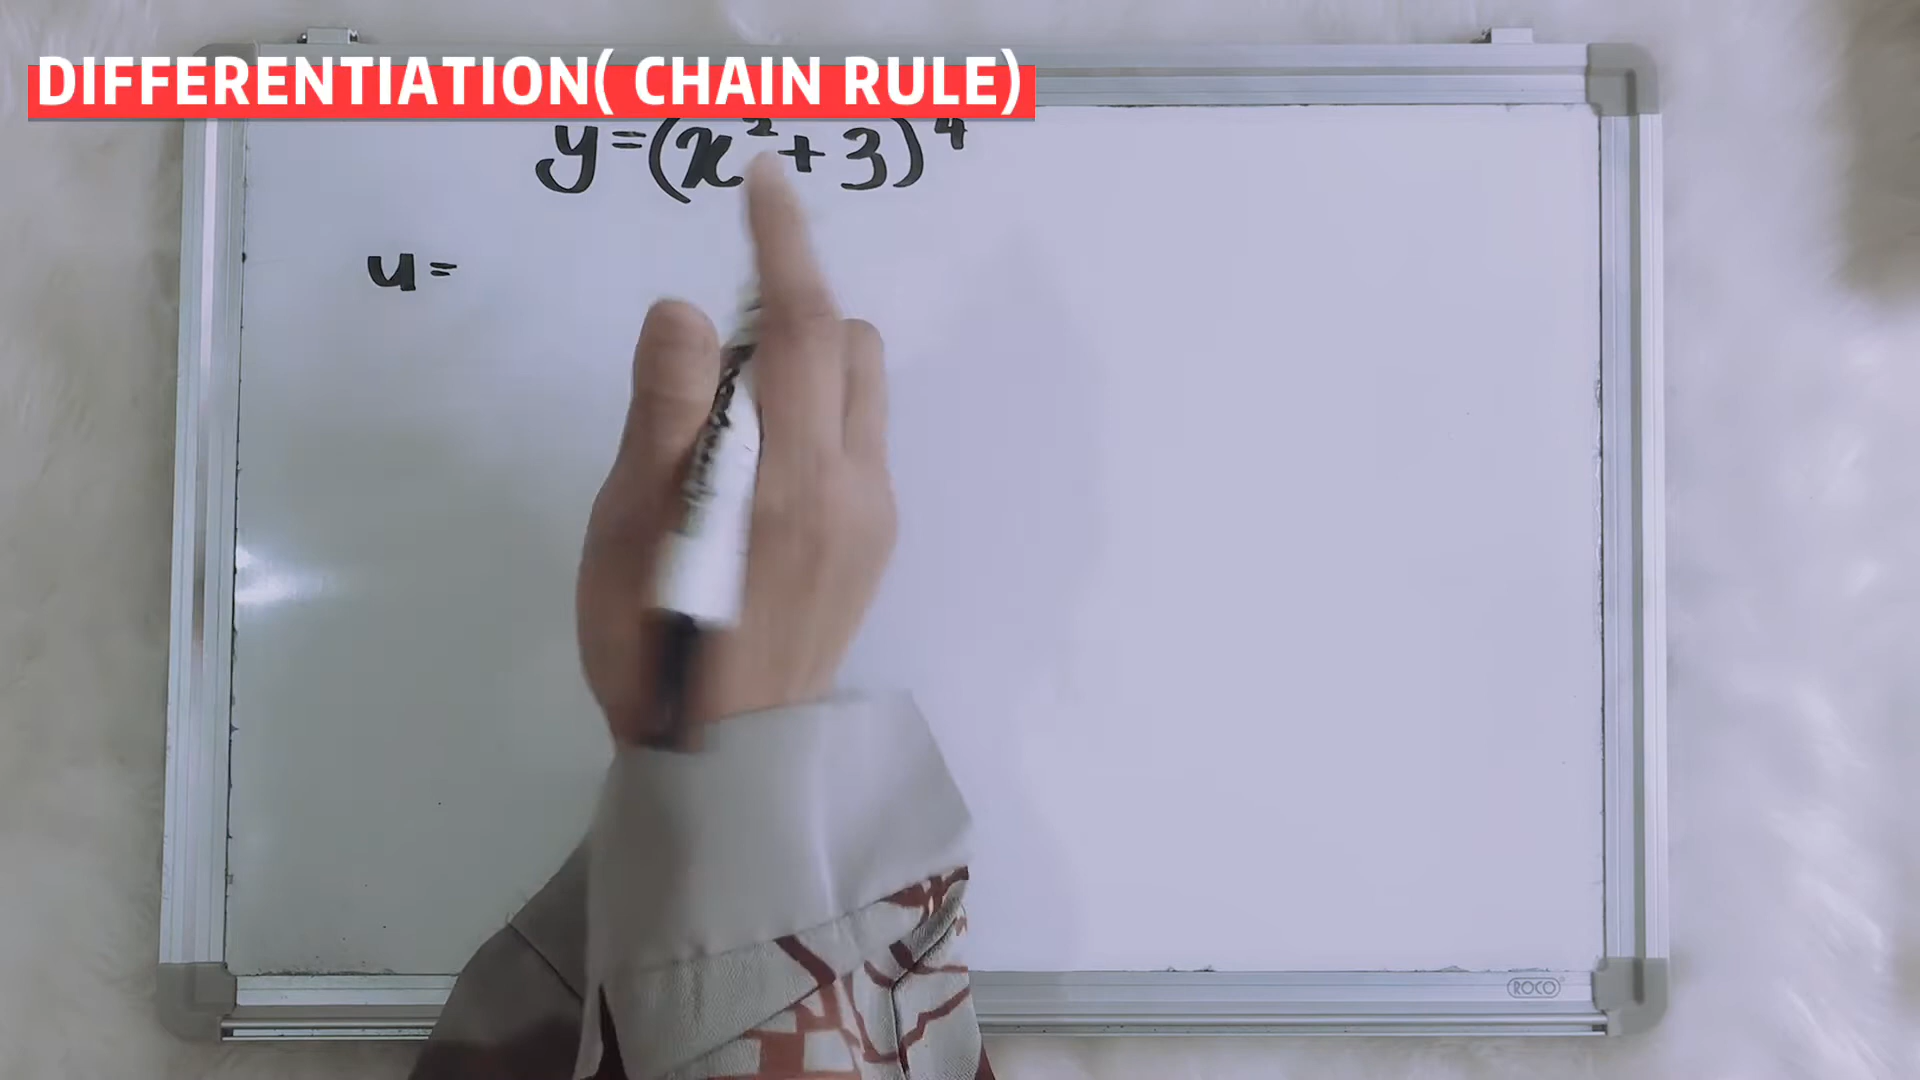 DIFFERENTIATION( CHAIN RULE)
y=(x²+3)⁴
u=
ROCO